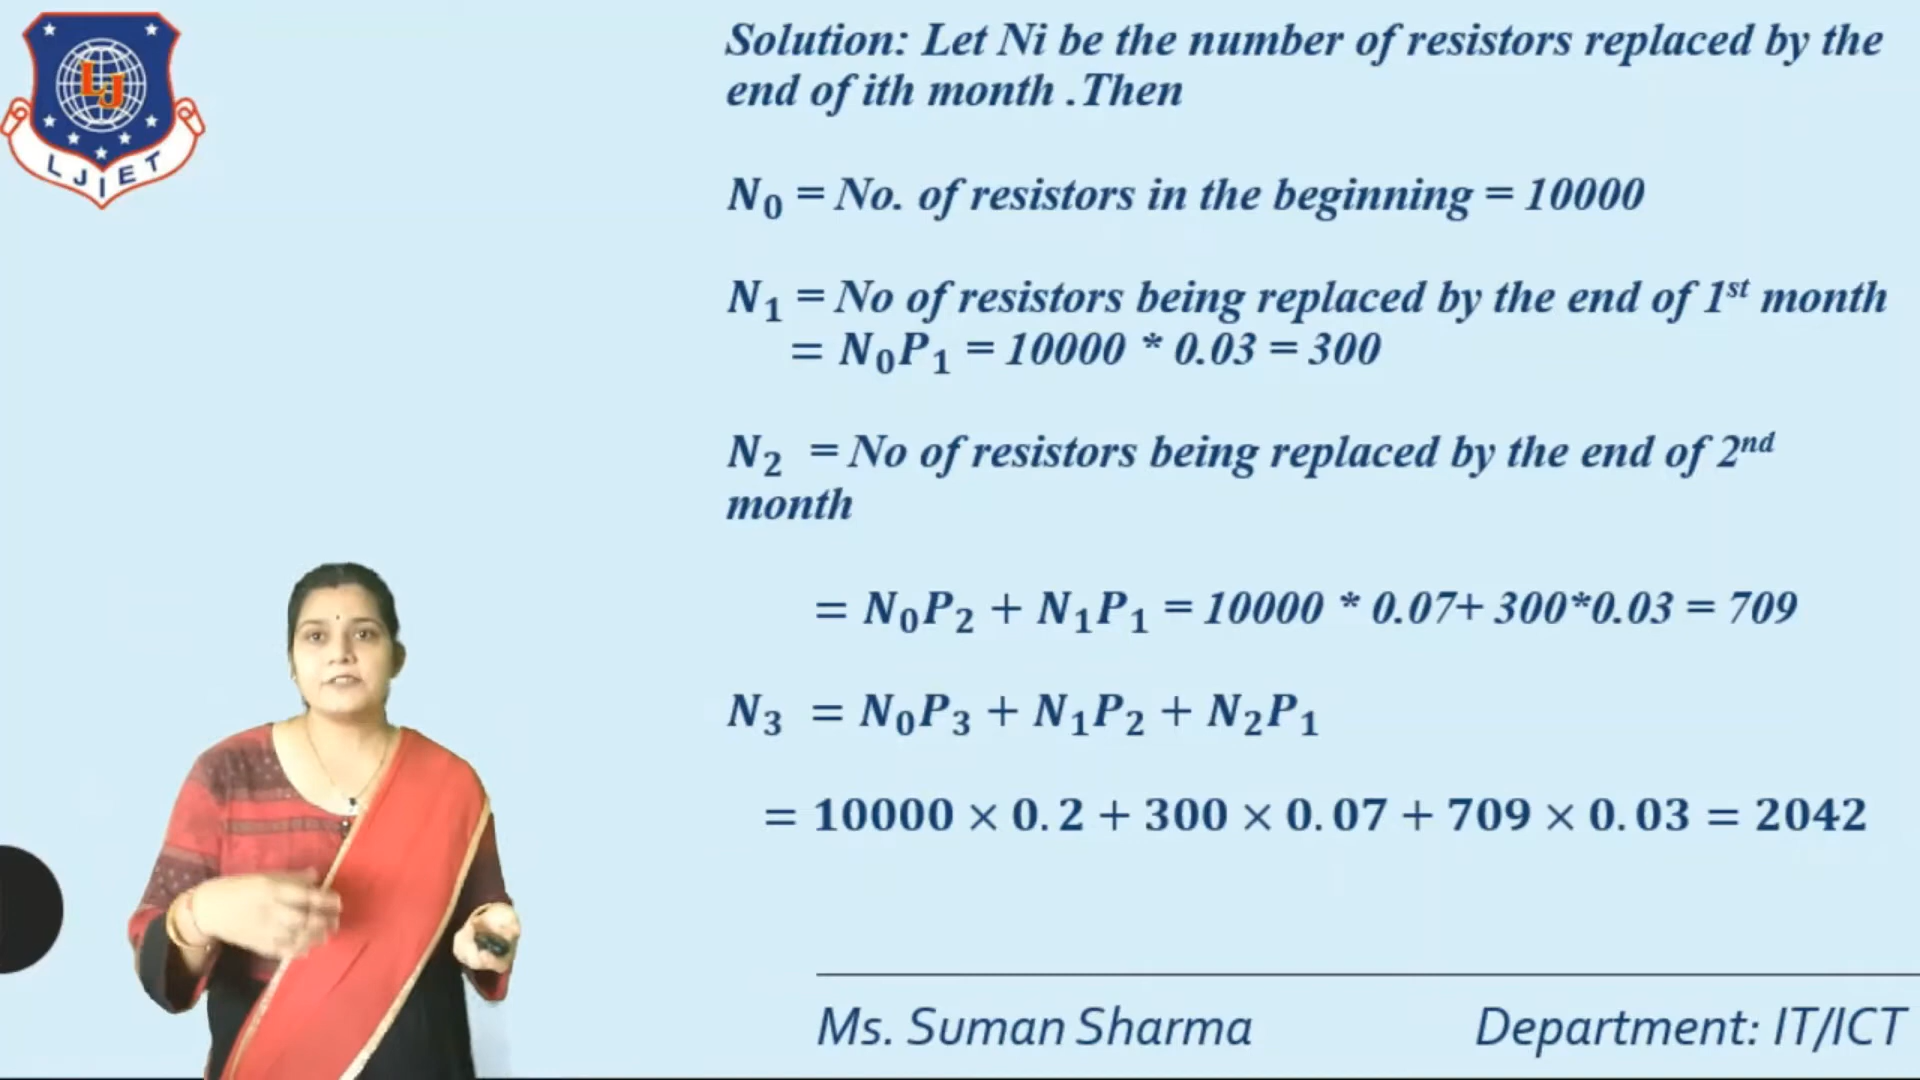 LJ
LJIET
Solution: Let Ni be the number of resistors replaced by the
end of ith month .Then
N₀ = No. of resistors in the beginning = 10000
N₁ = No of resistors being replaced by the end of 1ˢᵗ month
= N₀P₁ = 10000 * 0.03 = 300
N₂ = No of resistors being replaced by the end of 2ⁿᵈ
month
= N₀P₂ + N₁P₁ = 10000 * 0.07+ 300*0.03 = 709
N₃ = N₀P₃ + N₁P₂ + N₂P₁
= 10000 × 0.2 + 300 × 0.07 + 709 × 0.03 = 2042
Ms. Suman Sharma Department: IT/ICT